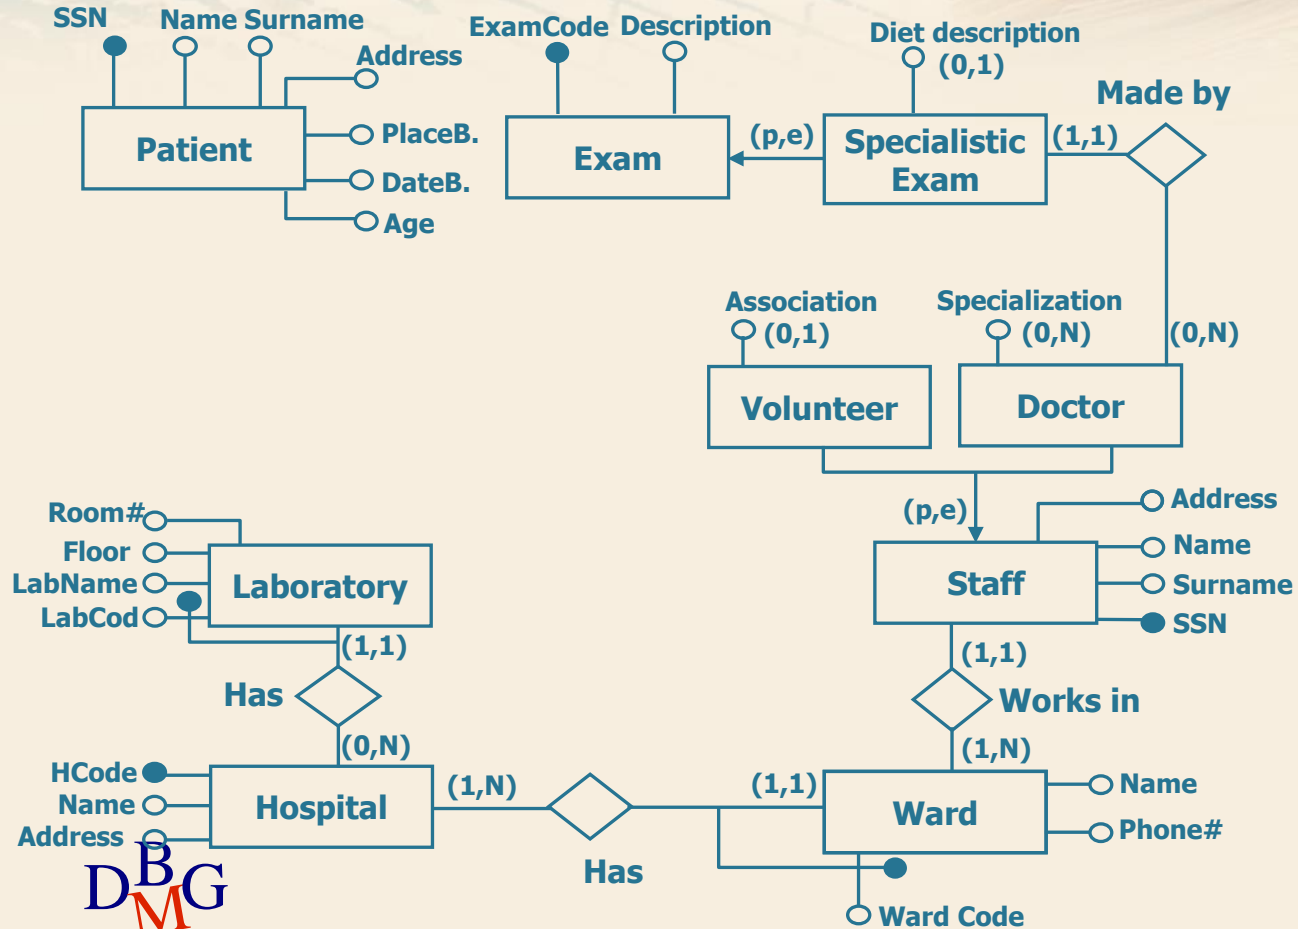 SSN
Name Surname
Address
PlaceB.
DateB.
Age
Patient
ExamCode Description
Exam
(p,e)
Diet description
(0,1)
Specialistic
Exam
(1,1)
Made by
(0,N)
Association
(0,1)
Volunteer
Specialization
(0,N)
Doctor
(p,e)
Address
Name
Surname
SSN
Staff
(1,1)
Works in
(1,N)
Room#
Floor
LabName
LabCod
Laboratory
(1,1)
Has
(0,N)
HCode
Name
Address
Hospital
(1,N)
Has
(1,1)
Ward
Name
Phone#
Ward Code
DBMG